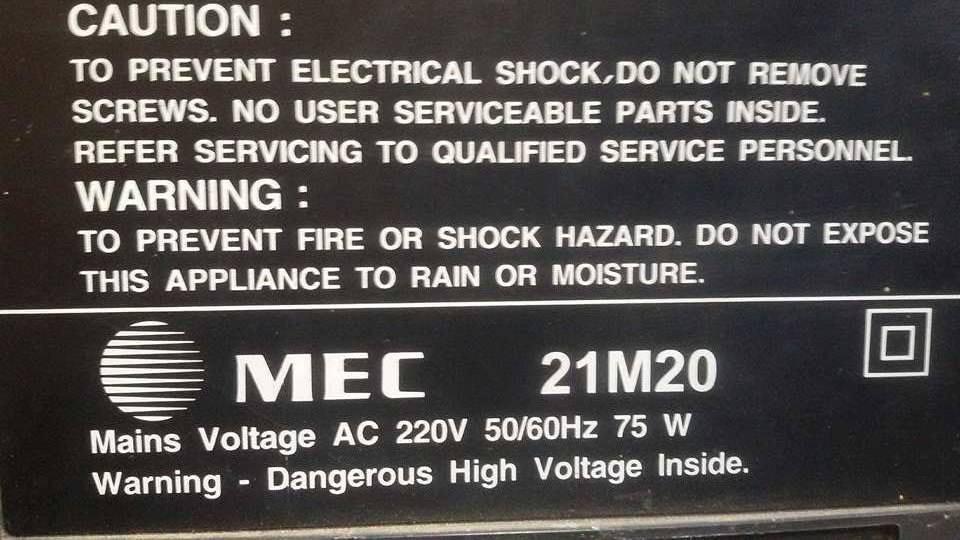 CAUTION :
TO PREVENT ELECTRICAL SHOCK,DO NOT REMOVE
SCREWS. NO USER SERVICEABLE PARTS INSIDE.
REFER SERVICING TO QUALIFIED SERVICE PERSONNEL.
WARNING :
TO PREVENT FIRE OR SHOCK HAZARD. DO NOT EXPOSE
THIS APPLIANCE TO RAIN OR MOISTURE.
MEC 21M20
Mains Voltage AC 220V 50/60Hz 75 W
Warning - Dangerous High Voltage Inside.